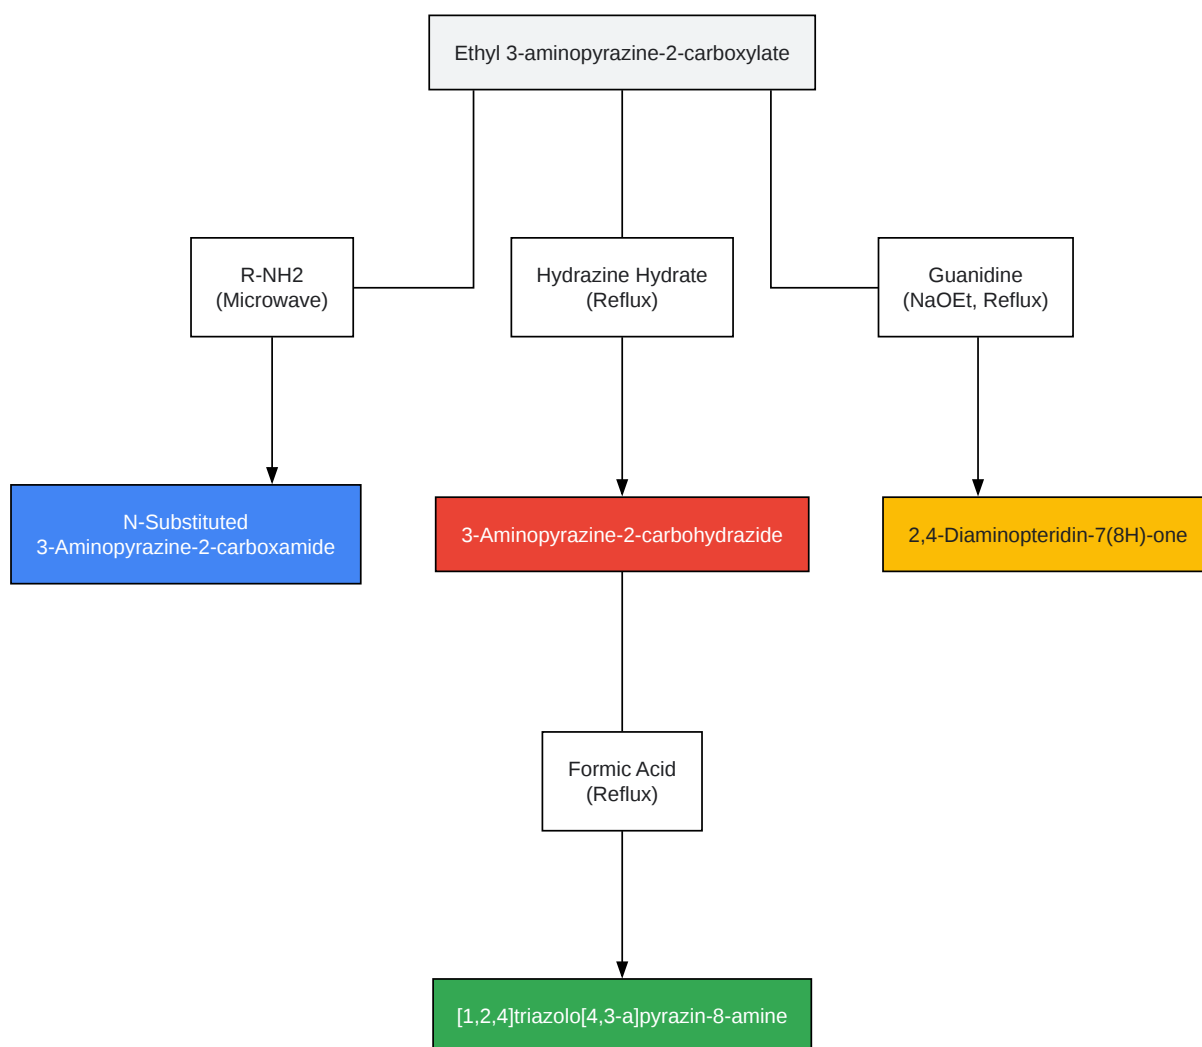 Ethyl 3-aminopyrazine-2-carboxylate
R-NH2
(Microwave)
Hydrazine Hydrate
(Reflux)
Guanidine
(NaOEt, Reflux)
N-Substituted
3-Aminopyrazine-2-carboxamide
3-Aminopyrazine-2-carbohydrazide
2,4-Diaminopteridin-7(8H)-one
Formic Acid
(Reflux)
[1,2,4]triazolo[4,3-a]pyrazin-8-amine